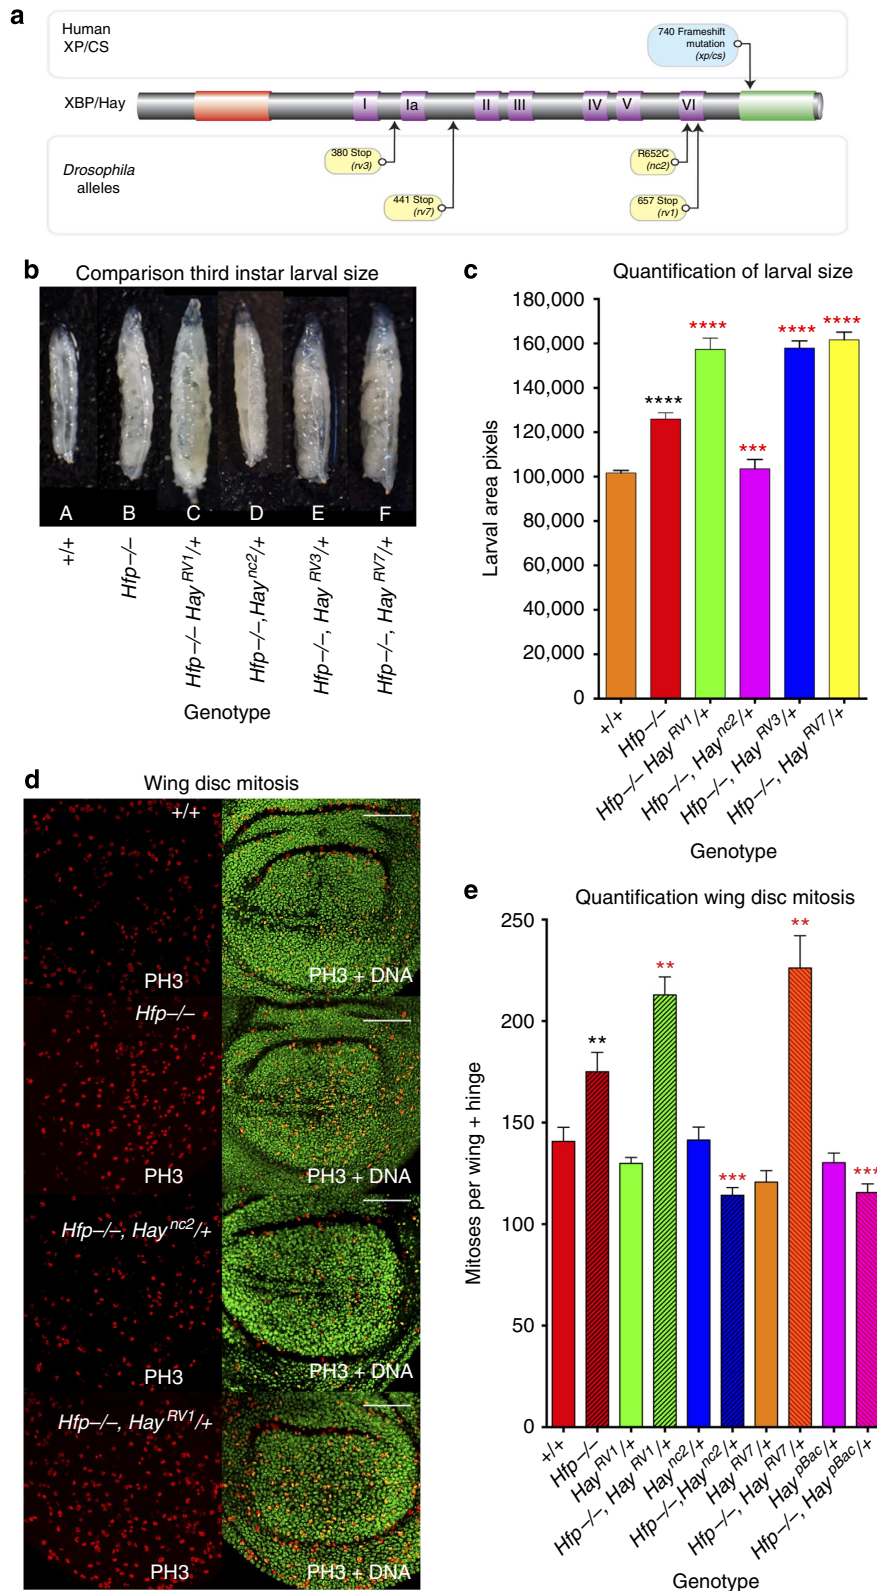 a
Human
XP/CS
740 Frameshift
mutation
(xp/cs)
XBP/Hay
I
Ia
II
III
IV
V
VI
Drosophila
alleles
380 Stop
(rv3)
441 Stop
(rv7)
R652C
(nc2)
657 Stop
(rv1)
b
Comparison third instar larval size
A B C D E F
+/+
Hfp–/–
Hfp–/– Hay RV1/+
Hfp–/–, Hay nc2/+
Hfp–/–, Hay RV3/+
Hfp–/–, Hay RV7/+
Genotype
c
Quantification of larval size
Larval area pixels
180,000
160,000
140,000
120,000
100,000
80,000
60,000
40,000
20,000
0
****
****
***
****
****
+/+
Hfp–/–
Hfp–/– Hay RV1/+
Hfp–/–, Hay nc2/+
Hfp–/–, Hay RV3/+
Hfp–/–, Hay RV7/+
Genotype
d
Wing disc mitosis
+/+
PH3
PH3 + DNA
Hfp–/–
PH3
PH3 + DNA
Hfp–/–, Hay nc2/+
PH3
PH3 + DNA
Hfp–/–, Hay RV1/+
PH3
PH3 + DNA
e
Quantification wing disc mitosis
Mitoses per wing + hinge
250
200
150
100
50
0
**
**
***
**
***
+/+
Hfp–/–
Hay RV1/+
Hfp–/–, Hay RV1/+
Hay nc2/+
Hfp–/–, Hay nc2/+
Hay RV7/+
Hfp–/–, Hay RV7/+
Hay pBac/+
Hfp–/–, Hay pBac/+
Genotype